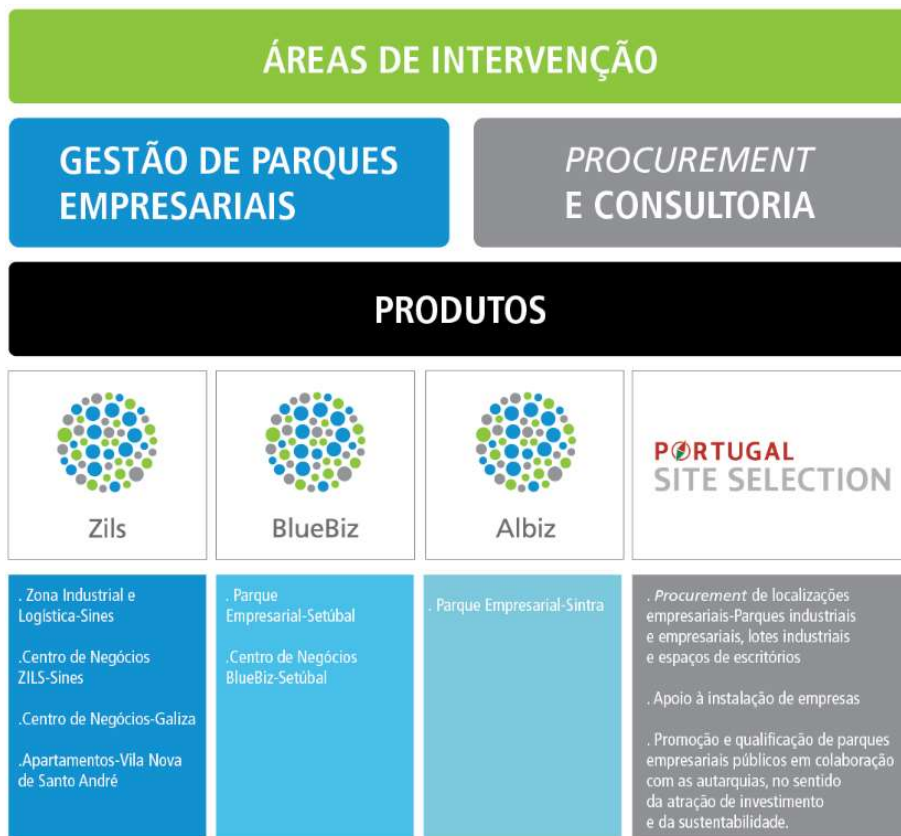 ÁREAS DE INTERVENÇÃO
GESTÃO DE PARQUES
EMPRESARIAIS
PROCUREMENT
E CONSULTORIA
PRODUTOS
Zils
BlueBiz
Albiz
PORTUGAL
SITE SELECTION
. Zona Industrial e
Logística-Sines
.Centro de Negócios
ZILS-Sines
.Centro de Negócios-Galiza
.Apartamentos-Vila Nova
de Santo André
. Parque
Empresarial-Setúbal
.Centro de Negócios
BlueBiz-Setúbal
. Parque Empresarial-Sintra
. Procurement de localizações
empresariais-Parques industriais
e empresariais, lotes industriais
e espaços de escritórios
. Apoio à instalação de empresas
. Promoção e qualificação de parques
empresariais públicos em colaboração
com as autarquias, no sentido
da atração de investimento
e da sustentabilidade.